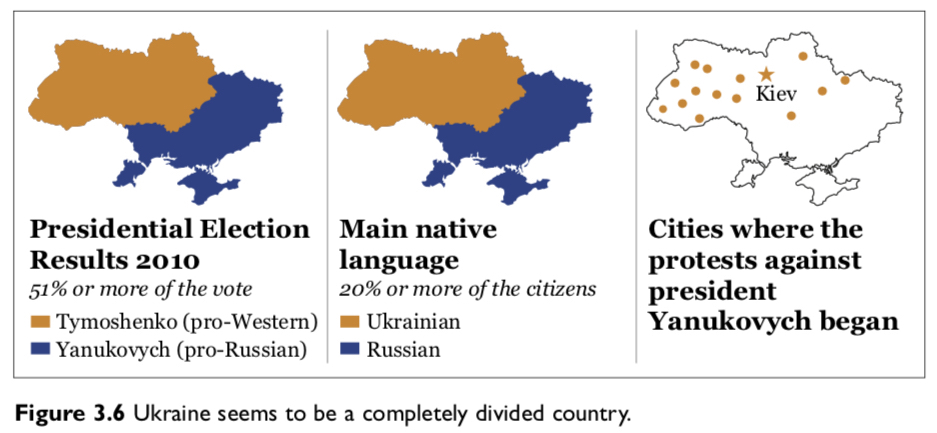 Presidential Election
Results 2010
51% or more of the vote
Tymoshenko (pro-Western)
Yanukovych (pro-Russian)
Main native
language
20% or more of the citizens
Ukrainian
Russian
Kiev
Cities where the
protests against
president
Yanukovych began
Figure 3.6 Ukraine seems to be a completely divided country.